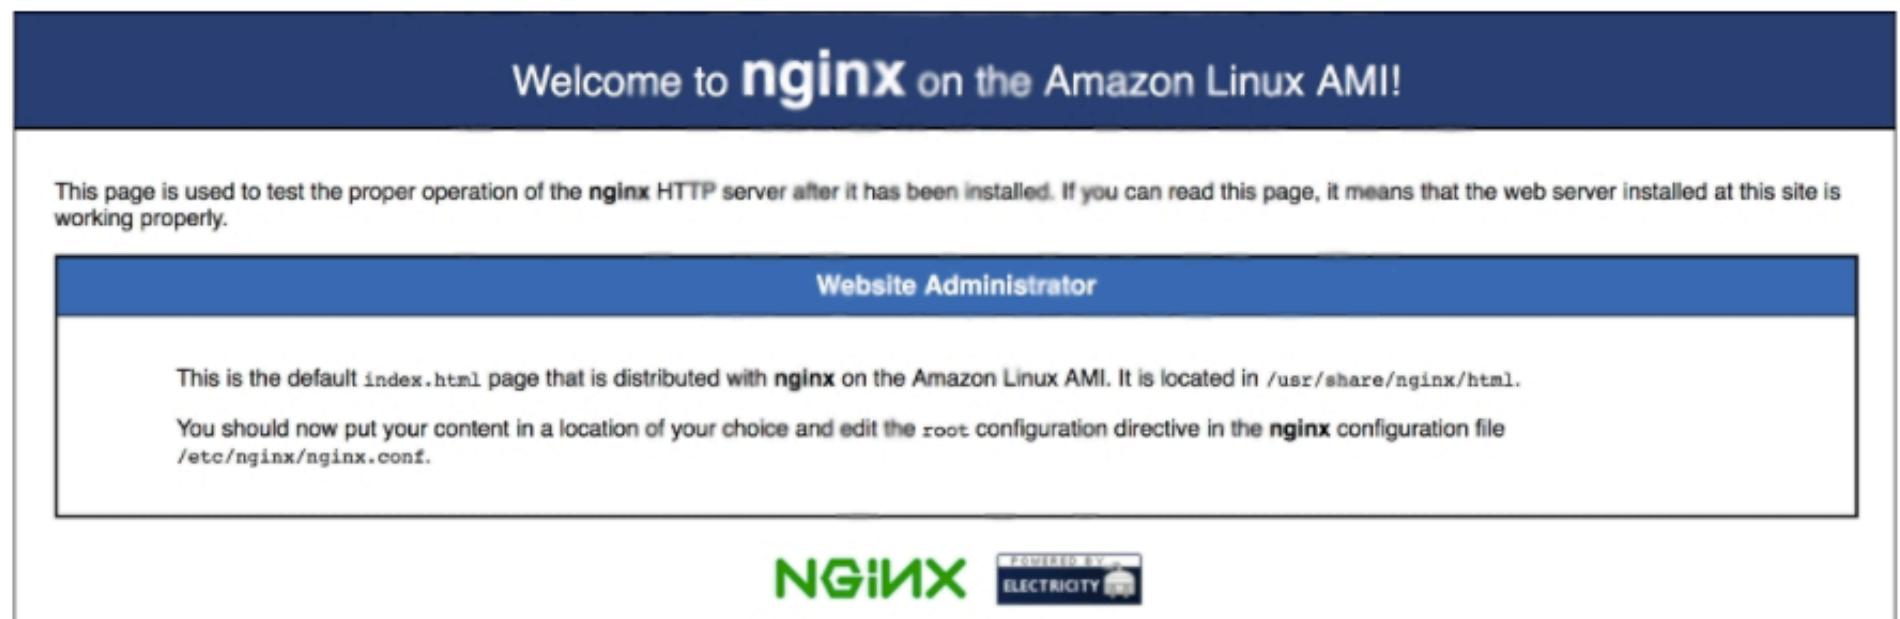 Welcome to nginx on the Amazon Linux AMI!
This page is used to test the proper operation of the nginx HTTP server after it has been installed. If you can read this page, it means that the web server installed at this site is
working properly.
Website Administrator
This is the default index.html page that is distributed with nginx on the Amazon Linux AMI. It is located in /usr/share/nginx/html.
You should now put your content in a location of your choice and edit the root configuration directive in the nginx configuration file
/etc/nginx/nginx.conf.
NGiNX
POWERED BY
ELECTRICITY